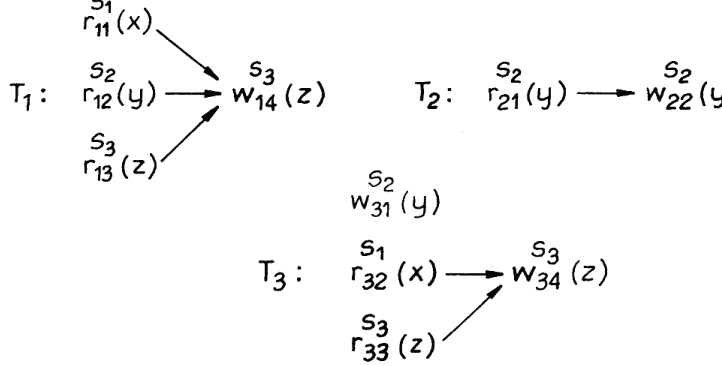 S1
r11(x)
S2 S3 S2 S2
T1: r12(y) → w14(z) T2: r21(y) → w22(y
S3
r13(z)
S2
w31(y)
S1 S3
T3: r32(x) → w34(z)
S3
r33(z)